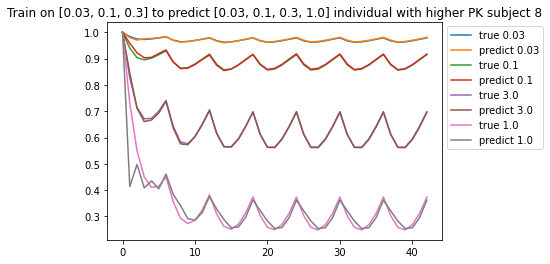 Train on [0.03, 0.1, 0.3] to predict [0.03, 0.1, 0.3, 1.0] individual with higher PK subject 8
1.0
0.9
0.8
0.7
0.6
0.5
0.4
0.3
0
10
20
30
40
true 0.03
predict 0.03
true 0.1
predict 0.1
true 3.0
predict 3.0
true 1.0
predict 1.0